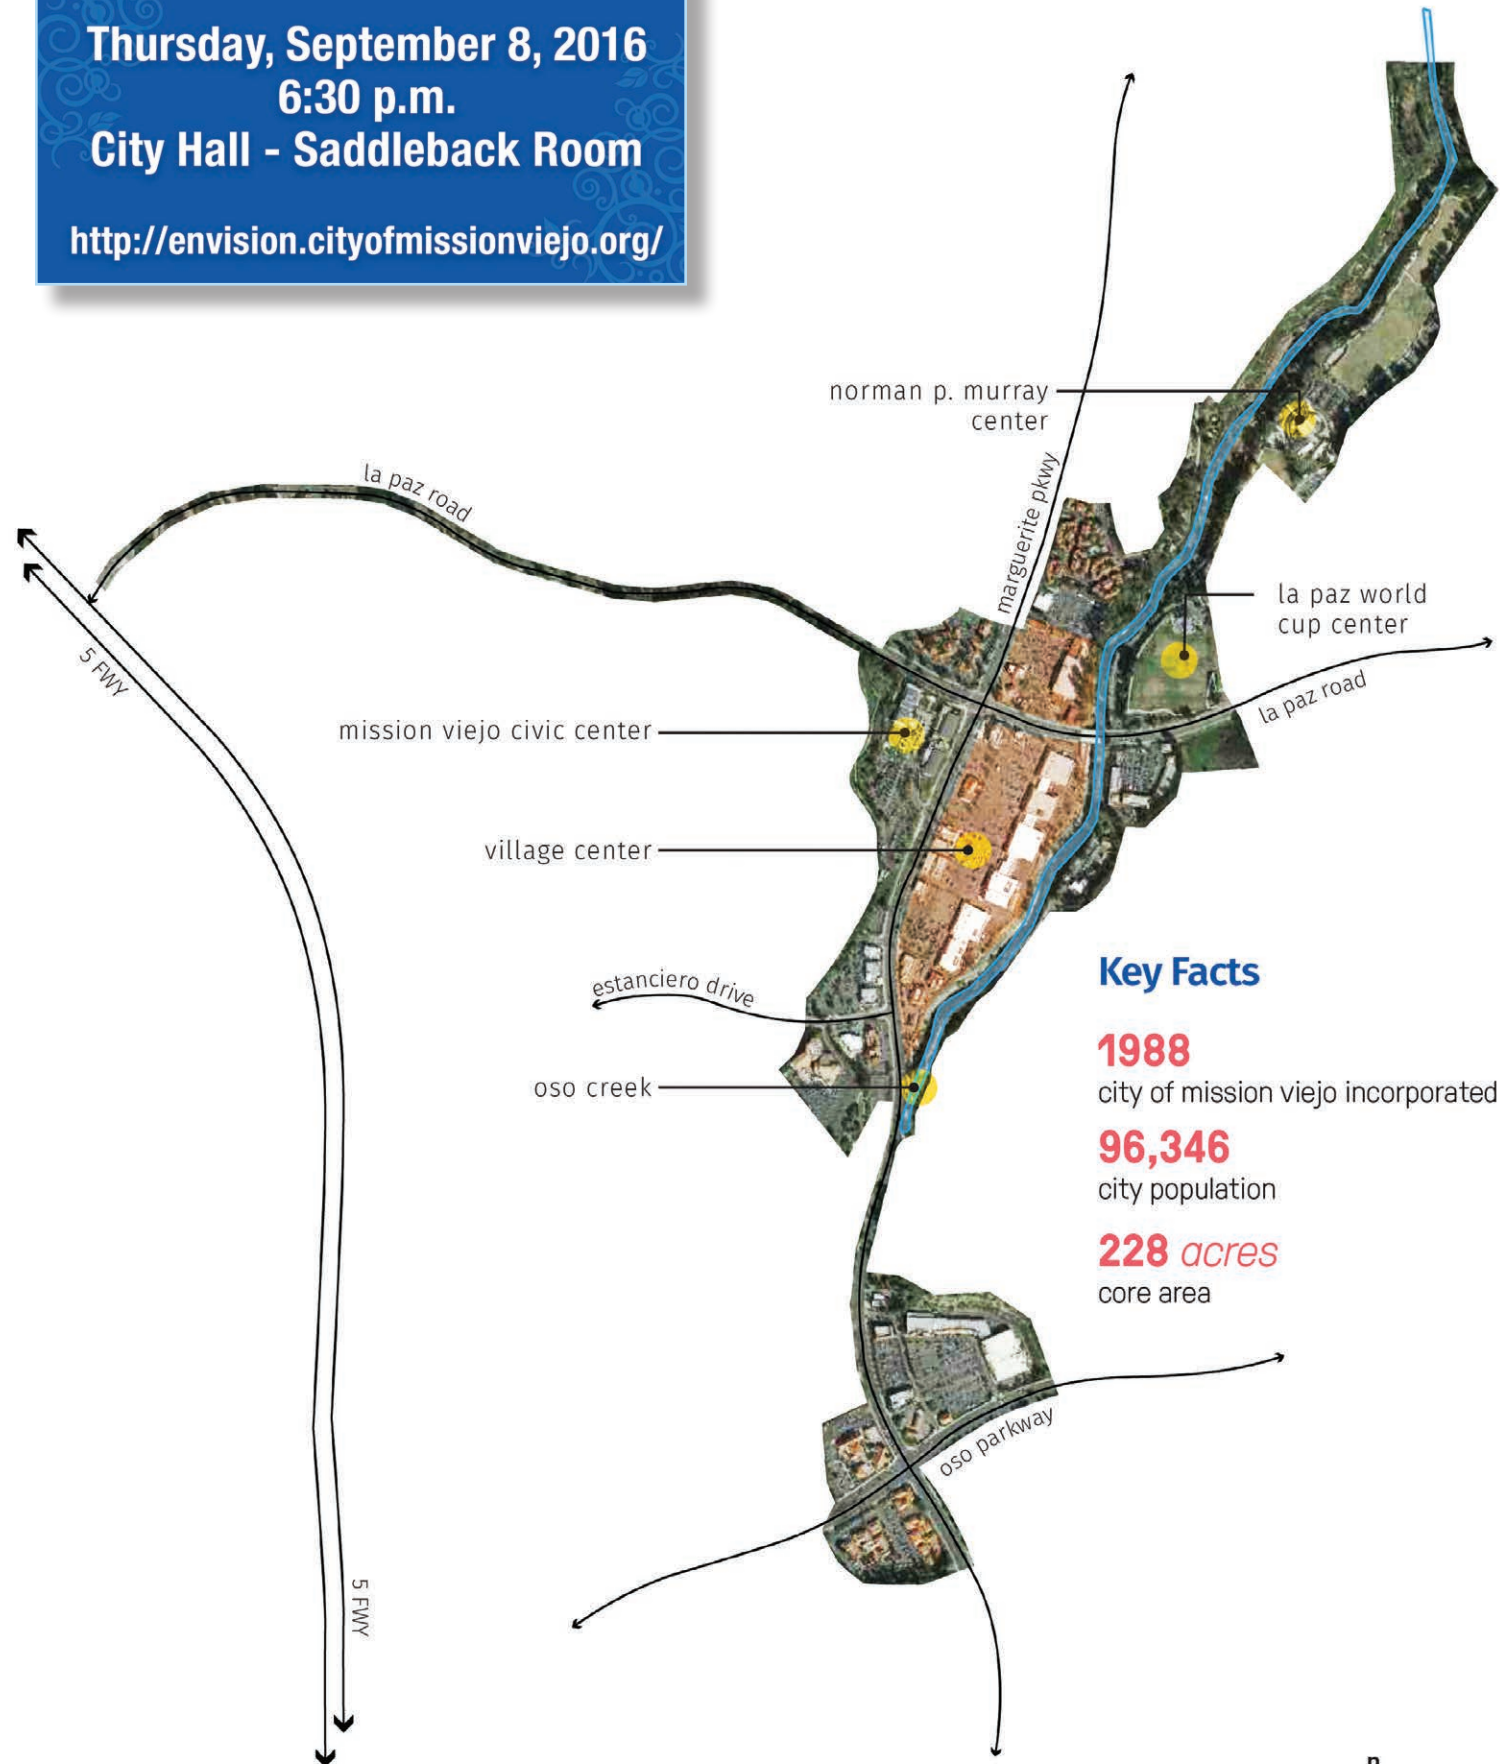 Thursday, September 8, 2016
6:30 p.m.
City Hall - Saddleback Room
http://envision.cityofmissionviejo.org/
norman p. murray
center
la paz road
marguerite pkwy
la paz world
cup center
5 FWY
la paz road
mission viejo civic center
village center
estanciero drive
oso creek
Key Facts
1988
city of mission viejo incorporated
96,346
city population
228 acres
core area
oso parkway
5 FWY
n